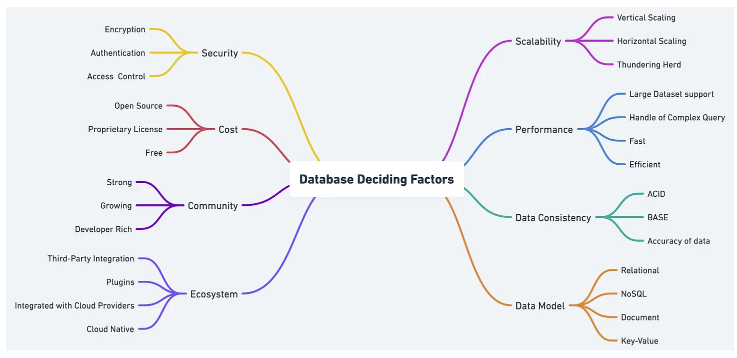 Database Deciding Factors
Security
Encryption
Authentication
Access Control
Cost
Open Source
Proprietary License
Free
Community
Strong
Growing
Developer Rich
Ecosystem
Third-Party Integration
Plugins
Integrated with Cloud Providers
Cloud Native
Scalability
Vertical Scaling
Horizontal Scaling
Thundering Herd
Performance
Large Dataset support
Handle of Complex Query
Fast
Efficient
Data Consistency
ACID
BASE
Accuracy of data
Data Model
Relational
NoSQL
Document
Key-Value